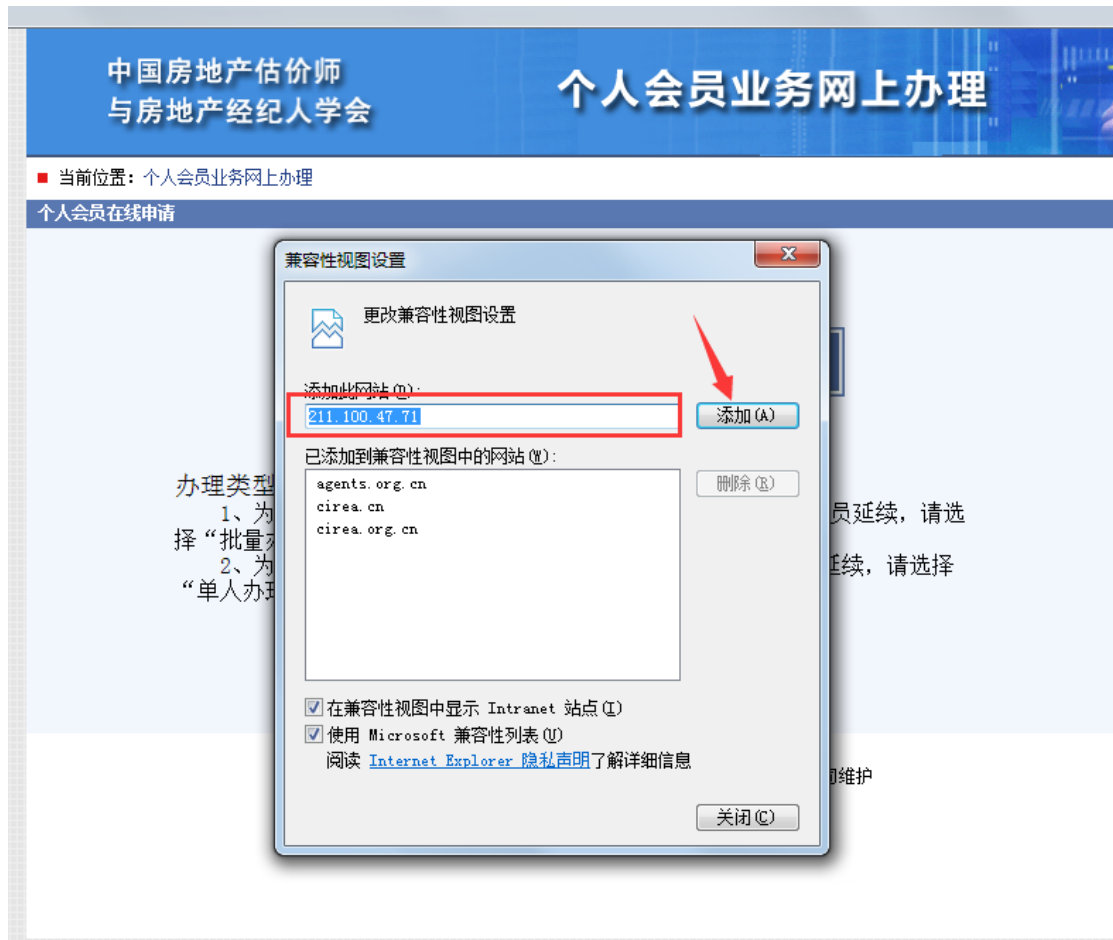 中国房地产估价师
与房地产经纪人学会
个人会员业务网上办理
当前位置：个人会员业务网上办理
个人会员在线申请
兼容性视图设置
更改兼容性视图设置
添加此网站(D):
211.100.47.71
添加(A)
已添加到兼容性视图中的网站(W):
agents.org.cn
cirea.cn
cirea.org.cn
删除(R)
办理类型
1、为
员延续，请选
择“批量
2、为
延续，请选择
“单人办
在兼容性视图中显示 Intranet 站点(I)
使用 Microsoft 兼容性列表(U)
阅读 Internet Explorer 隐私声明了解详细信息
维护
关闭(C)